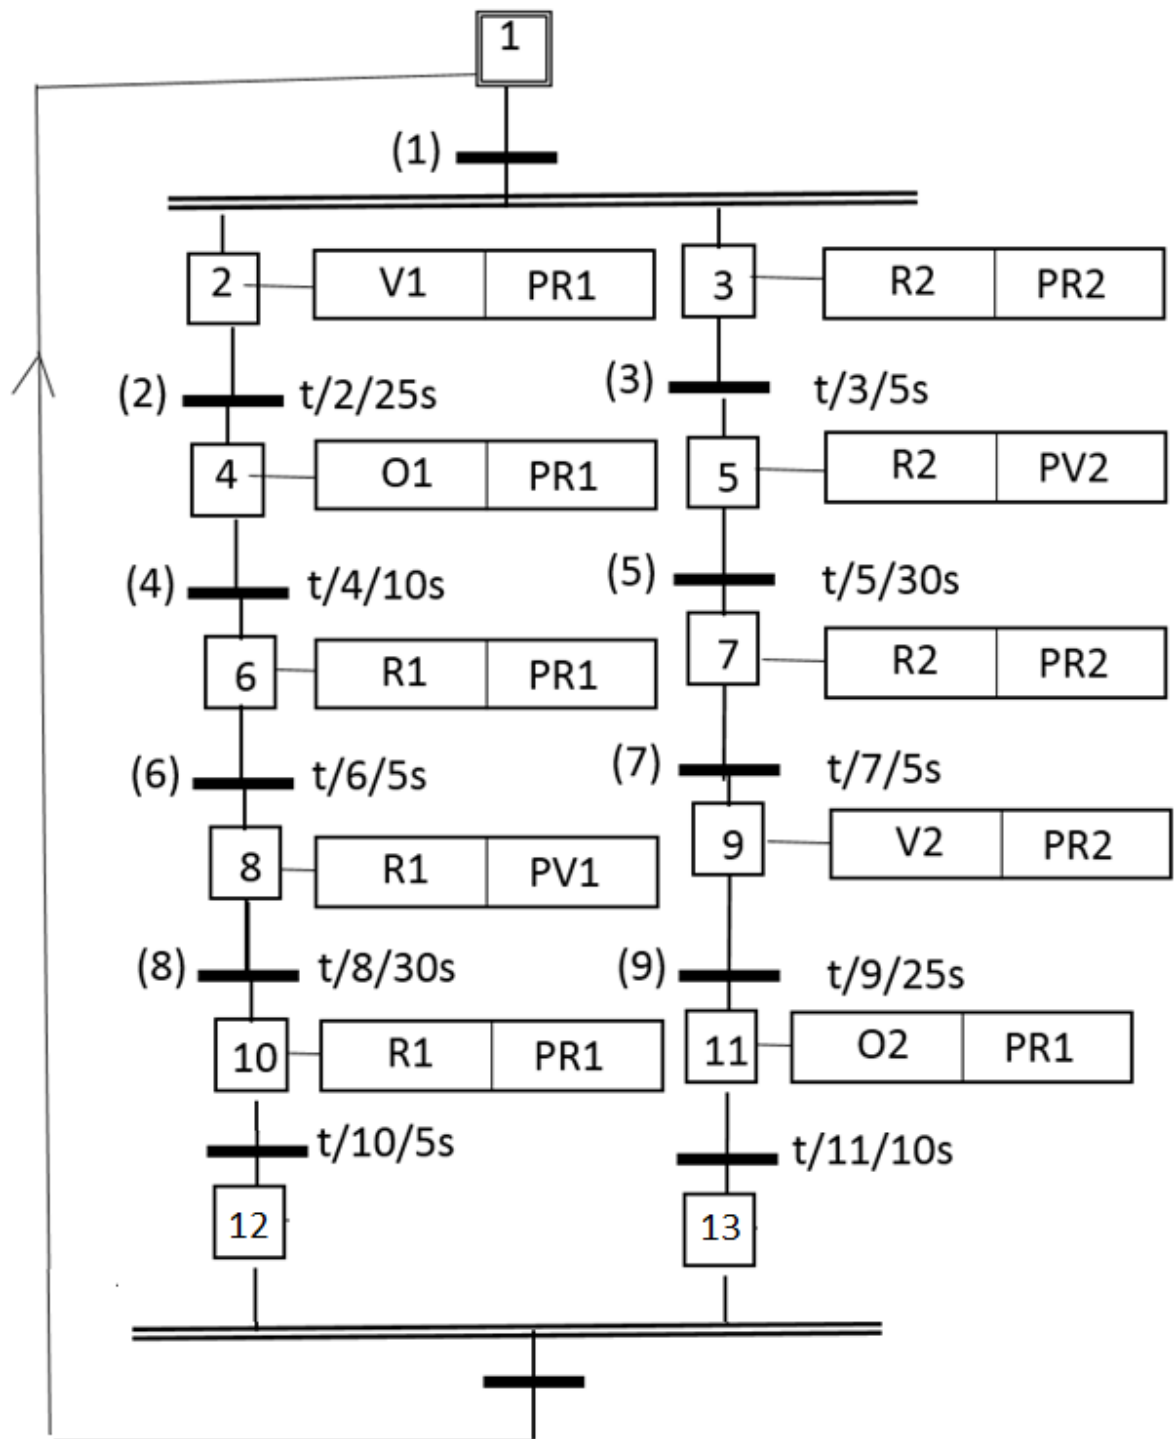 1
(1)
2 V1 PR1 3 R2 PR2
(2) t/2/25s (3) t/3/5s
4 O1 PR1 5 R2 PV2
(4) t/4/10s (5) t/5/30s
6 R1 PR1 7 R2 PR2
(6) t/6/5s (7) t/7/5s
8 R1 PV1 9 V2 PR2
(8) t/8/30s (9) t/9/25s
10 R1 PR1 11 O2 PR1
t/10/5s t/11/10s
12 13